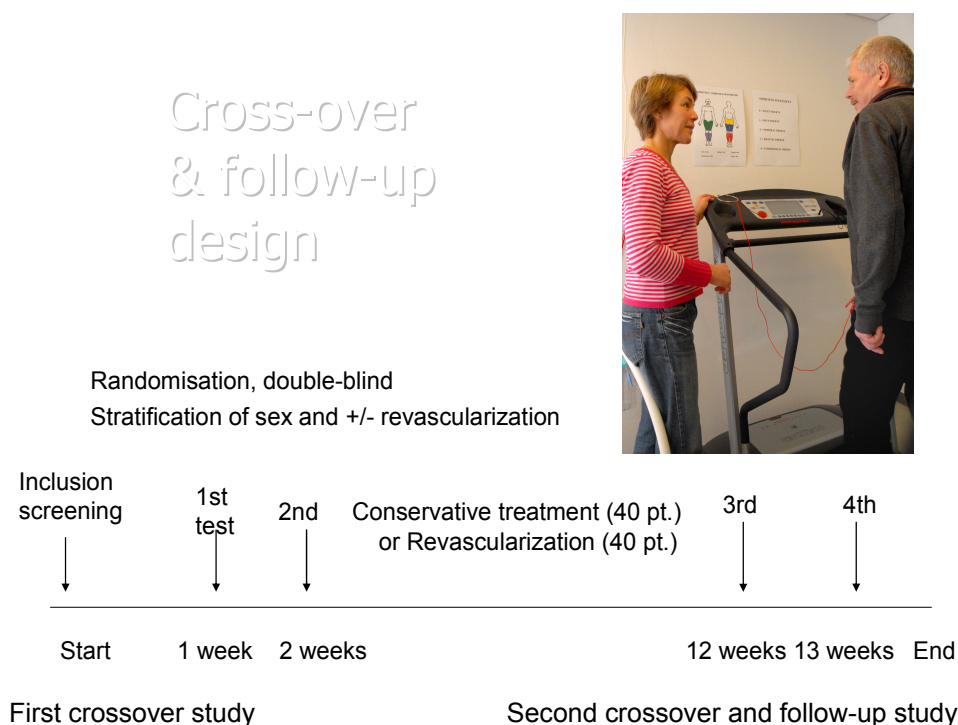 Cross-over
& follow-up
design
Randomisation, double-blind
Stratification of sex and +/- revascularization
Inclusion
screening
1st
test
2nd
Conservative treatment (40 pt.)
or Revascularization (40 pt.)
3rd
4th
Start
1 week
2 weeks
12 weeks
13 weeks
End
First crossover study
Second crossover and follow-up study